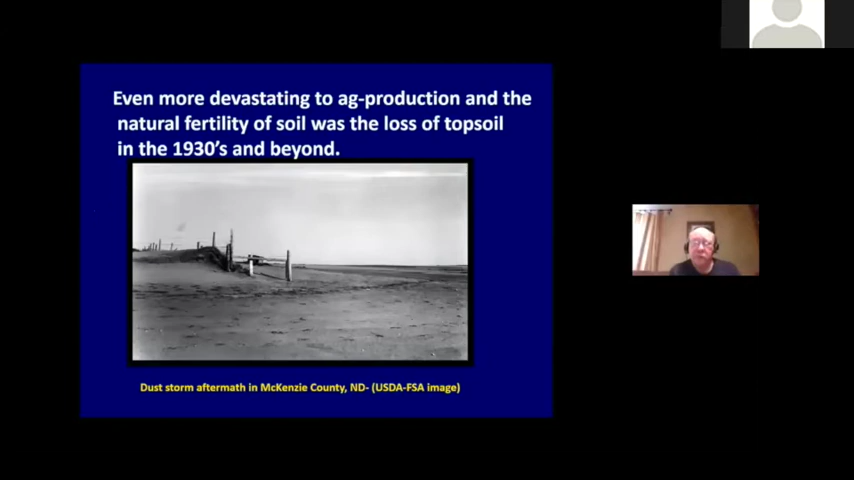 Even more devastating to ag-production and the
natural fertility of soil was the loss of topsoil
in the 1930's and beyond.
Dust storm aftermath in McKenzie County, ND- (USDA-FSA image)